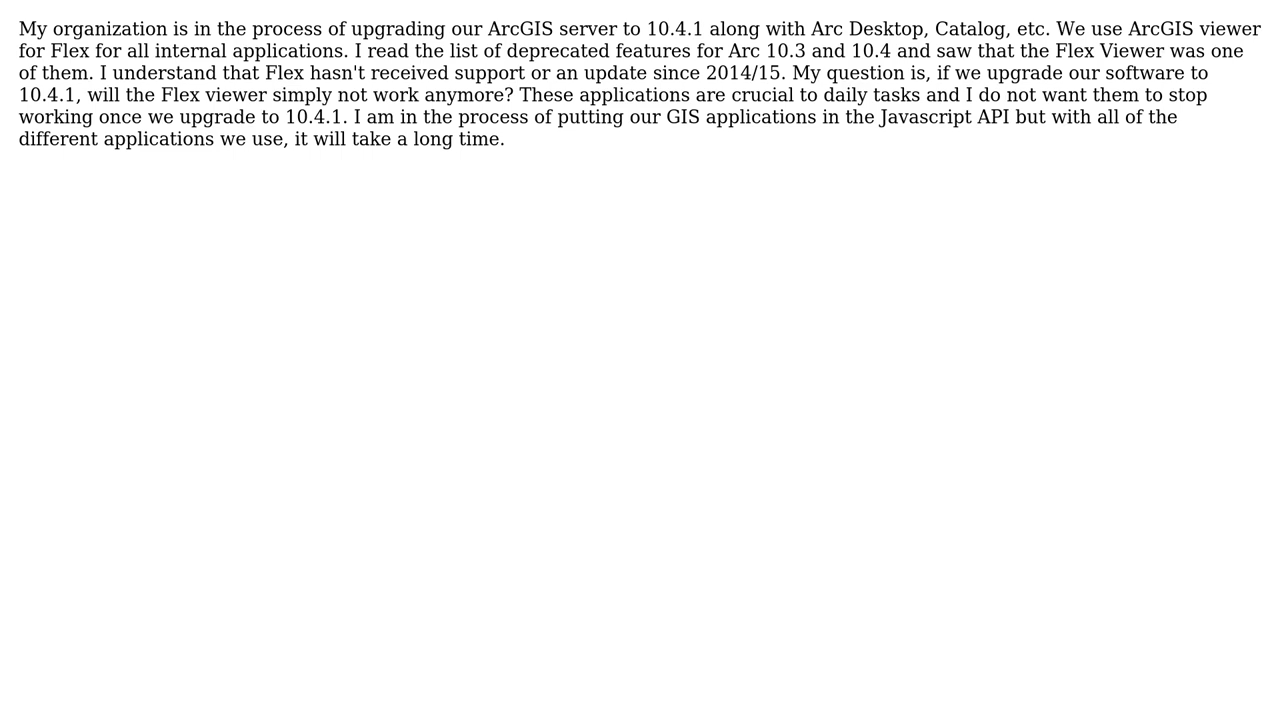 My organization is in the process of upgrading our ArcGIS server to 10.4.1 along with Arc Desktop, Catalog, etc. We use ArcGIS viewer
for Flex for all internal applications. I read the list of deprecated features for Arc 10.3 and 10.4 and saw that the Flex Viewer was one
of them. I understand that Flex hasn't received support or an update since 2014/15. My question is, if we upgrade our software to
10.4.1, will the Flex viewer simply not work anymore? These applications are crucial to daily tasks and I do not want them to stop
working once we upgrade to 10.4.1. I am in the process of putting our GIS applications in the Javascript API but with all of the
different applications we use, it will take a long time.